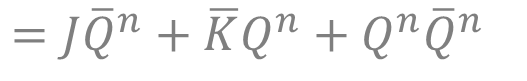 = JQ̅ⁿ + K̅Qⁿ + QⁿQ̅ⁿ